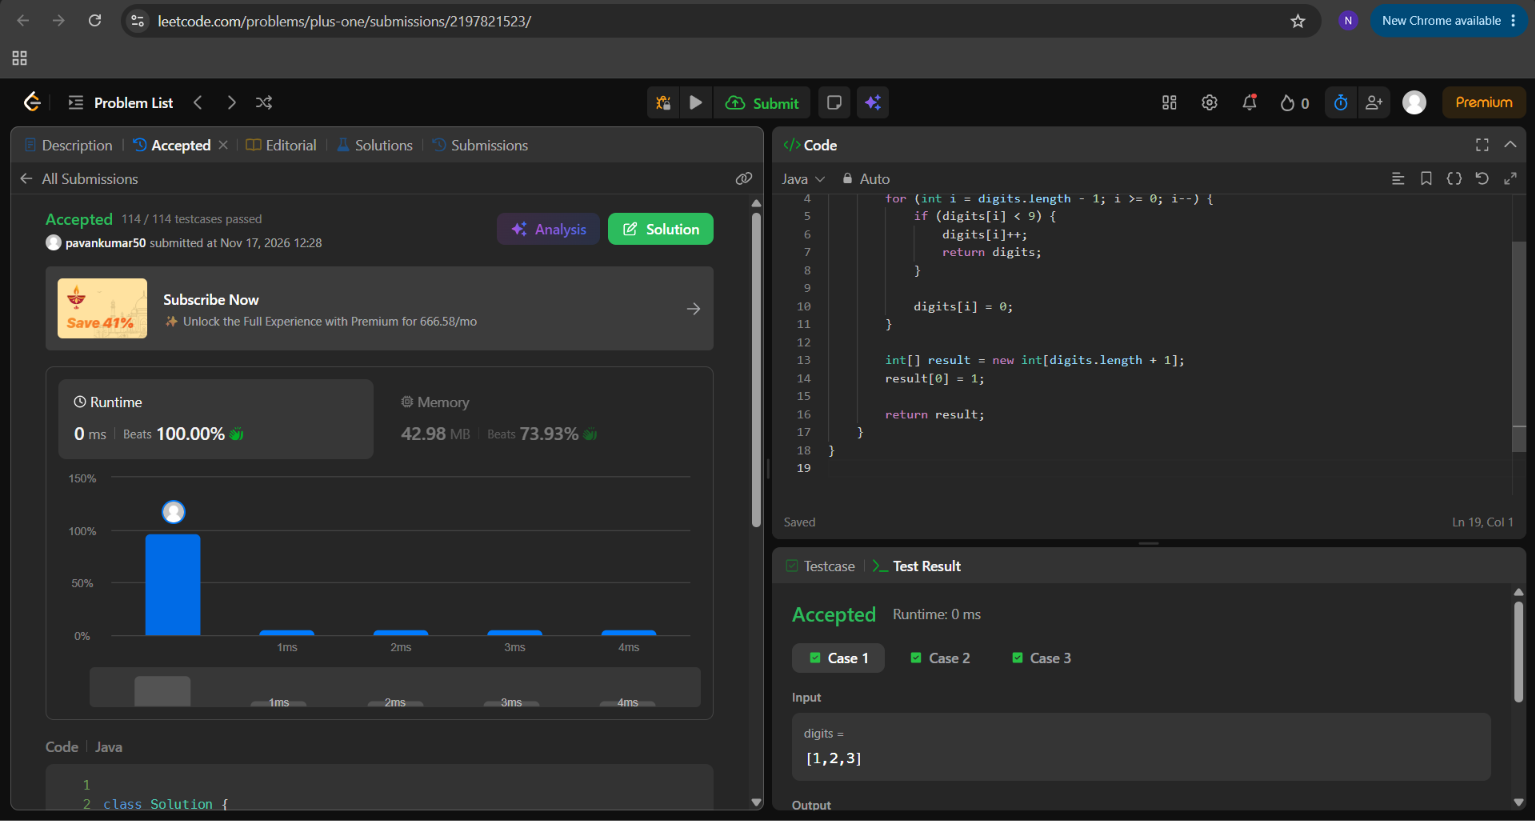 leetcode.com/problems/plus-one/submissions/2197821523/
N
New Chrome available
Problem List
Submit
0
Premium
Description
Accepted
Editorial
Solutions
Submissions
All Submissions
Accepted 114 / 114 testcases passed
pavankumar50 submitted at Nov 17, 2026 12:28
Analysis
Solution
Save 41%
Subscribe Now
✨ Unlock the Full Experience with Premium for 666.58/mo
Runtime
0 ms Beats 100.00%
Memory
42.98 MB Beats 73.93%
150%
100%
50%
0%
1ms 2ms 3ms 4ms
1ms 2ms 3ms 4ms
Code Java
1
2 class Solution {
</> Code
Java Auto
4 for (int i = digits.length - 1; i >= 0; i--) {
5 if (digits[i] < 9) {
6 digits[i]++;
7 return digits;
8 }
9
10 digits[i] = 0;
11 }
12
13 int[] result = new int[digits.length + 1];
14 result[0] = 1;
15
16 return result;
17 }
18 }
19
Saved
Ln 19, Col 1
Testcase
>_ Test Result
Accepted Runtime: 0 ms
Case 1 Case 2 Case 3
Input
digits =
[1,2,3]
Output